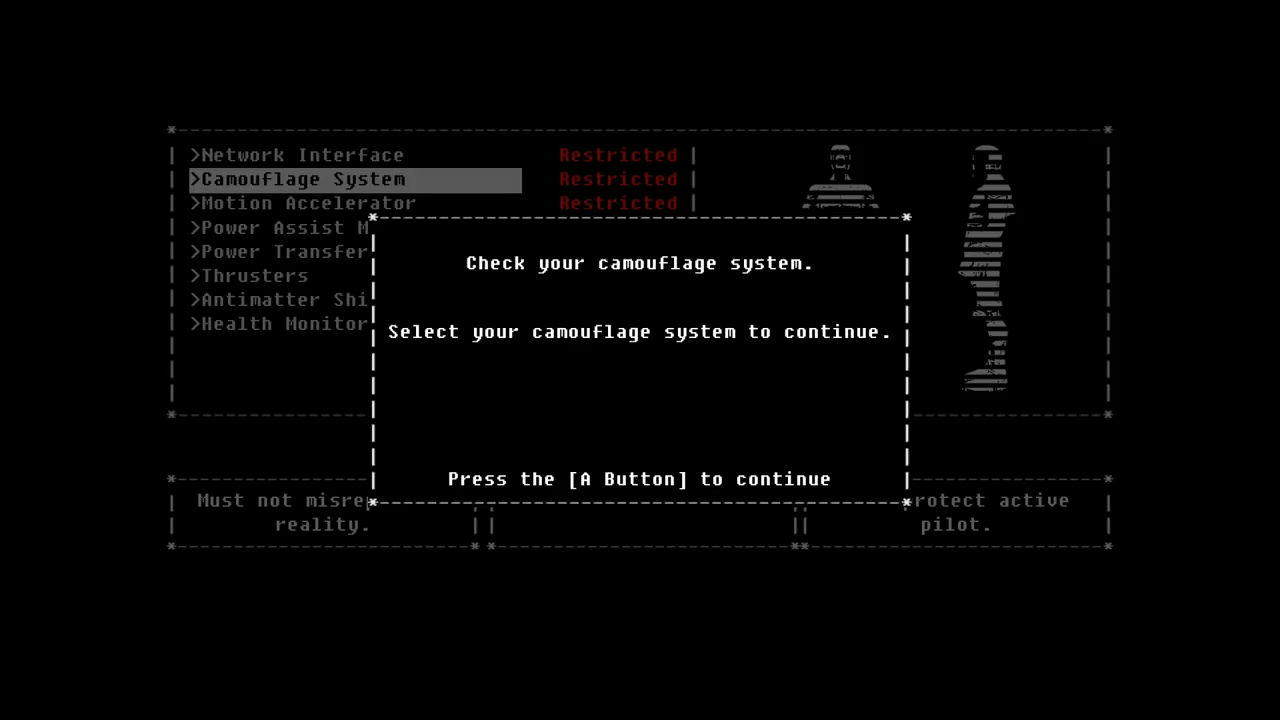 >Network Interface Restricted
>Camouflage System Restricted
>Motion Accelerator Restricted
>Power Assist M
>Power Transfer
>Thrusters
>Antimatter Shi
>Health Monitor
Check your camouflage system.
Select your camouflage system to continue.
Press the [A Button] to continue
Must not misrep
reality.
rotect active
pilot.